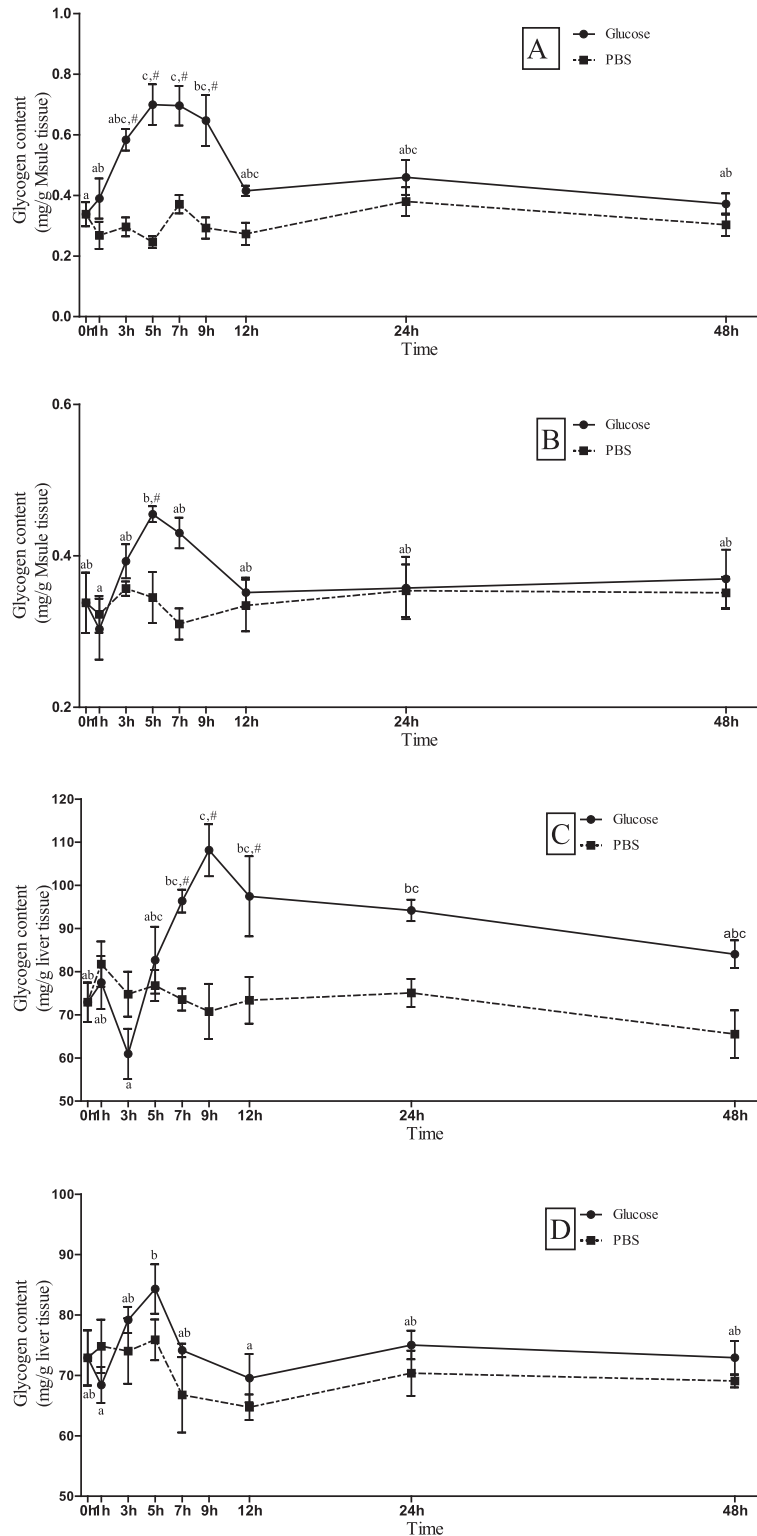 1.0
A
Glucose
PBS
c,#
c,#
bc,#
0.8
abc,#
0.6
Glycogen content
(mg/g Msule tissue)
ab
a
abc
abc
ab
0.4
0.2
0.0
0h 1h 3h 5h 7h 9h 12h 24h 48h
Time
0.6
B
Glucose
PBS
b,#
ab
ab
ab
a
ab
ab
ab
Glycogen content
(mg/g Msule tissue)
0.4
0.2
0h 1h 3h 5h 7h 9h 12h 24h 48h
Time
120
C
Glucose
PBS
c,#
110
bc,#
bc,#
bc
100
abc
abc
90
Glycogen content
(mg/g liver tissue)
80
ab
70
ab
60
a
50
0h 1h 3h 5h 7h 9h 12h 24h 48h
Time
100
D
Glucose
PBS
90
b
ab
80
Glycogen content
(mg/g liver tissue)
ab
a
ab
ab
70
ab
a
60
50
0h 1h 3h 5h 7h 9h 12h 24h 48h
Time